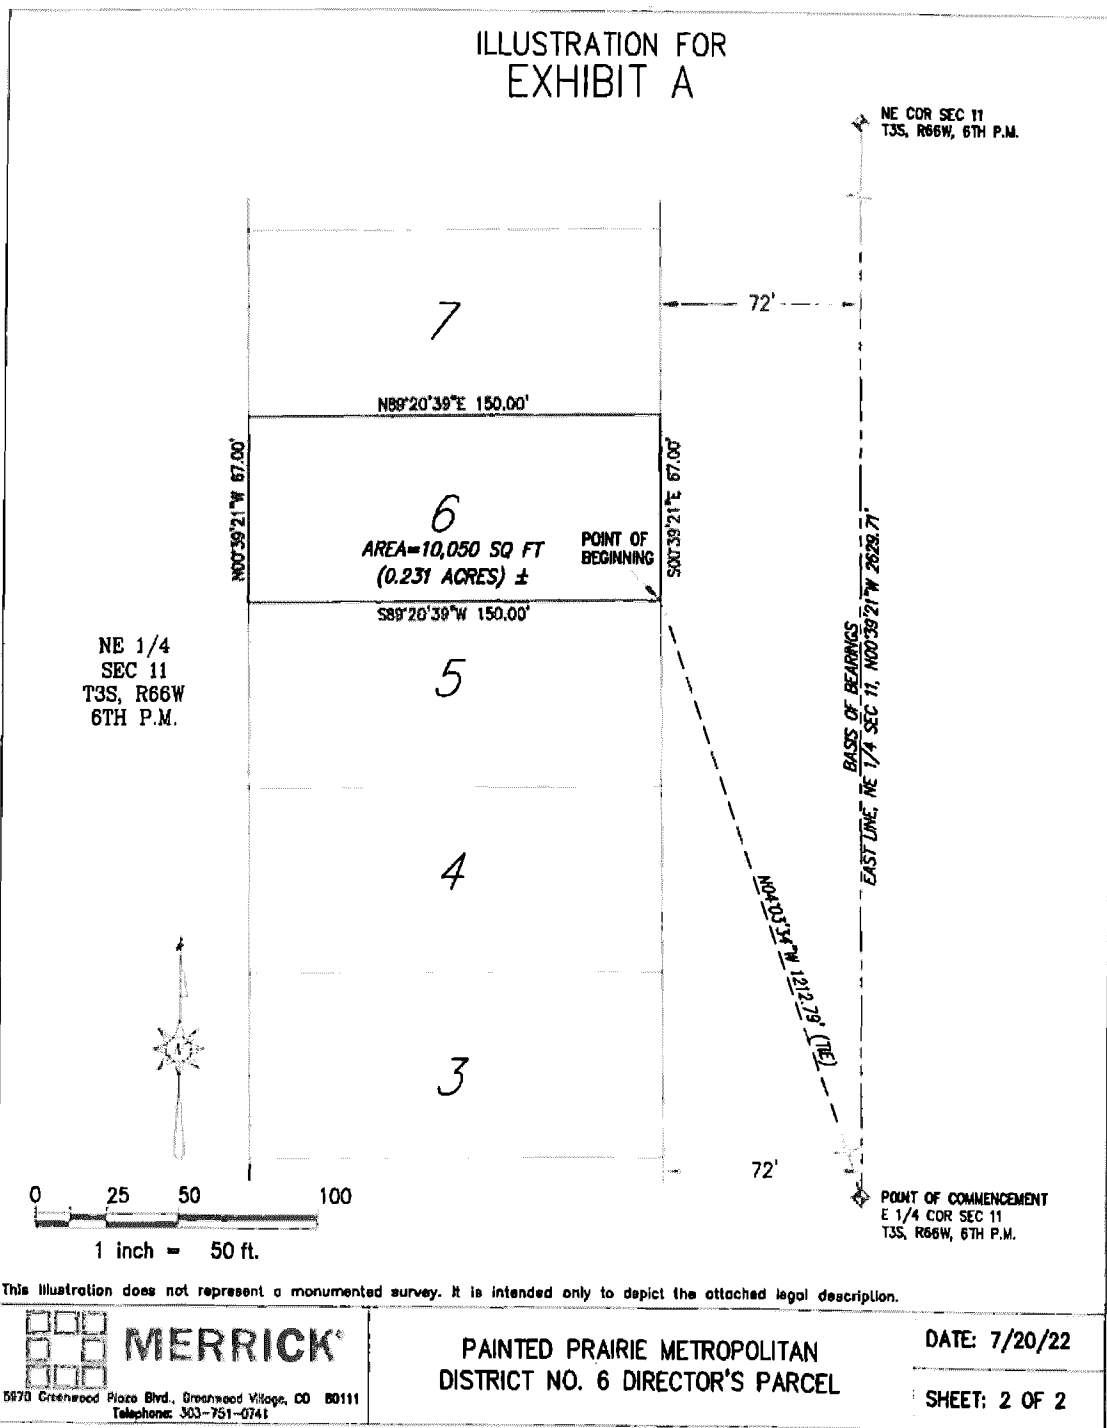 ILLUSTRATION FOR
EXHIBIT A
NE COR SEC 11
T3S, R66W, 6TH P.M.
7
72'
N89°20'39"E 150.00'
N00°39'21"W 67.00'
S00°39'21"E 67.00'
6
AREA=10,050 SQ FT
(0.231 ACRES) ±
POINT OF
BEGINNING
S89°20'39"W 150.00'
BASIS OF BEARINGS
EAST LINE, NE 1/4 SEC 11, N00°39'21"W 2629.71'
NE 1/4
SEC 11
T3S, R66W
6TH P.M.
5
4
N04°03'34"W 1212.79' (TIE)
3
72'
0 25 50 100
1 inch = 50 ft.
POINT OF COMMENCEMENT
E 1/4 COR SEC 11
T3S, R66W, 6TH P.M.
This illustration does not represent a monumented survey. It is intended only to depict the attached legal description.
MERRICK®
5970 Greenwood Plaza Blvd., Greenwood Village, CO 80111
Telephone: 303-751-0741
PAINTED PRAIRIE METROPOLITAN
DISTRICT NO. 6 DIRECTOR'S PARCEL
DATE: 7/20/22
SHEET: 2 OF 2